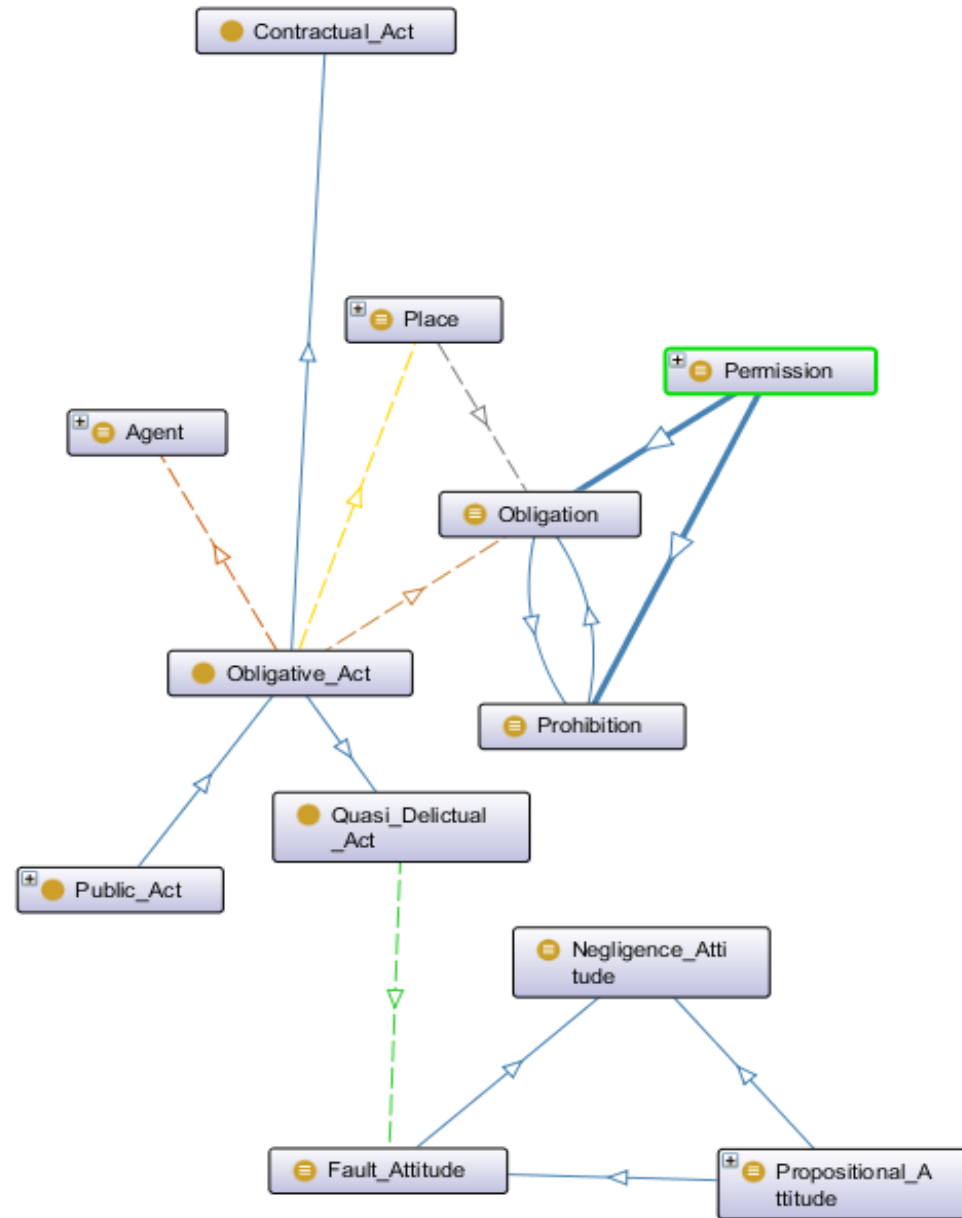 Contractual_Act
Place
Permission
Agent
Obligation
Obligative_Act
Prohibition
Quasi_Delictual
_Act
Public_Act
Negligence_Atti
tude
Fault_Attitude
Propositional_A
ttitude